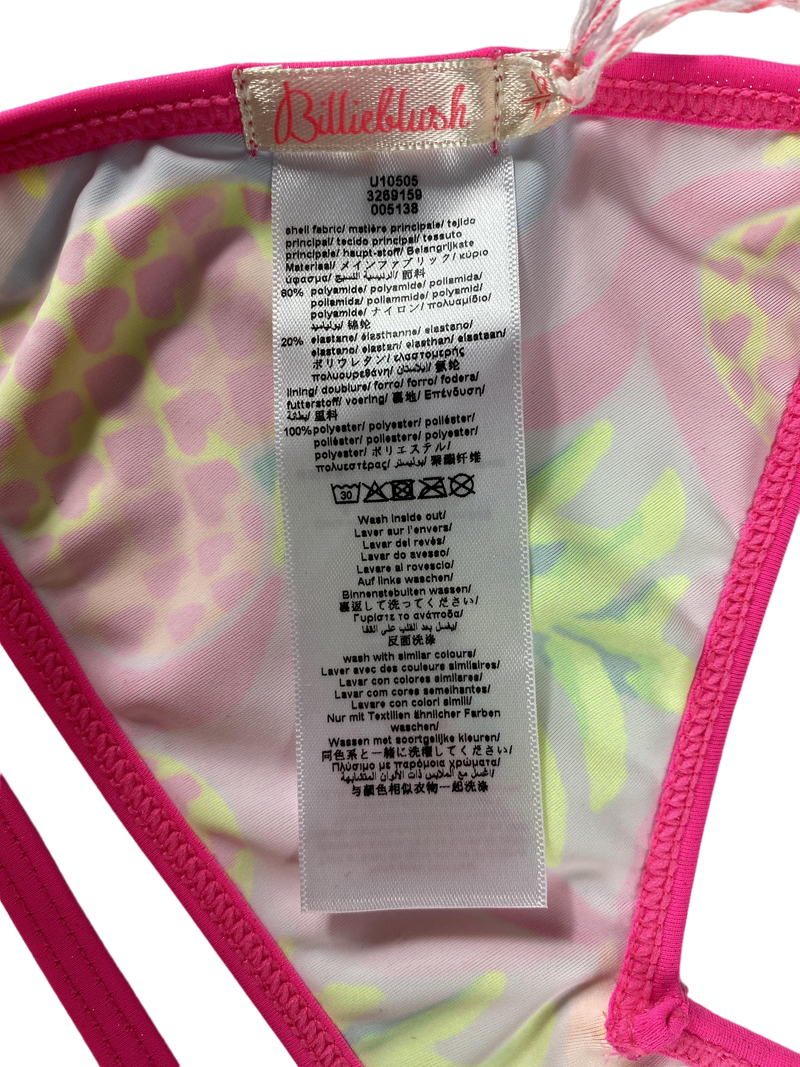 Billieblush
U10505
3269159
005138
shell fabric/ matière principale/ tejido
principal/ tecido principal/ tessuto
principale/ haupt-stoff/ Belangrijkate
Materiaal/ メインファブリック/ κύριο
ύφασμα/ الرئيسية النسيج/ 面料
80% polyamide/ polyamide/ poliamida/
poliamida/ poliammide/ polyamid/
polyamide/ ナイロン/ πολυαμίδιο/
بوليامید/ 锦纶
20% elastane/ élasthanne/ elastano/
elastano/ elastan/ elasthan/ elastaan/
ポリウレタン/ ελαστομερής
πολυουρεθάνη/ إيلاستان/ 氨纶
lining/ doublure/ forro/ forro/ fodera/
futterstoff/ voering/ 裏地/ Επένδυση/
بطانة/ 里料
100% polyester/ polyester/ poliéster/
poliéster/ poliestere/ polyester/
polyester/ ポリエステル/
πολυεστέρας/ بوليستر/ 聚酯纤维
30
Wash inside out/
Laver sur l'envers/
Lavar del revès/
Lavar do avesso/
Lavare al rovescio/
Auf links waschen/
Binnenstebuiten wassen/
裏返して洗ってください/
Γυρίστε το ανάποδα/
يغسل بعد القلب على القفا/
反面洗涤
wash with similar colours/
Laver avec des couleurs similaires/
Lavar con colores similares/
Lavar com cores semelhantes/
Lavare con colori simili/
Nur mit Textilien ähnlicher Farben
waschen/
Wassen met soortgelijke kleuren/
同色系と一緒に洗濯してください/
Πλύσιμο με παρόμοια χρώματα/
إغسل مع الملابس ذات الألوان المتشابهة/
与颜色相似衣物一起洗涤